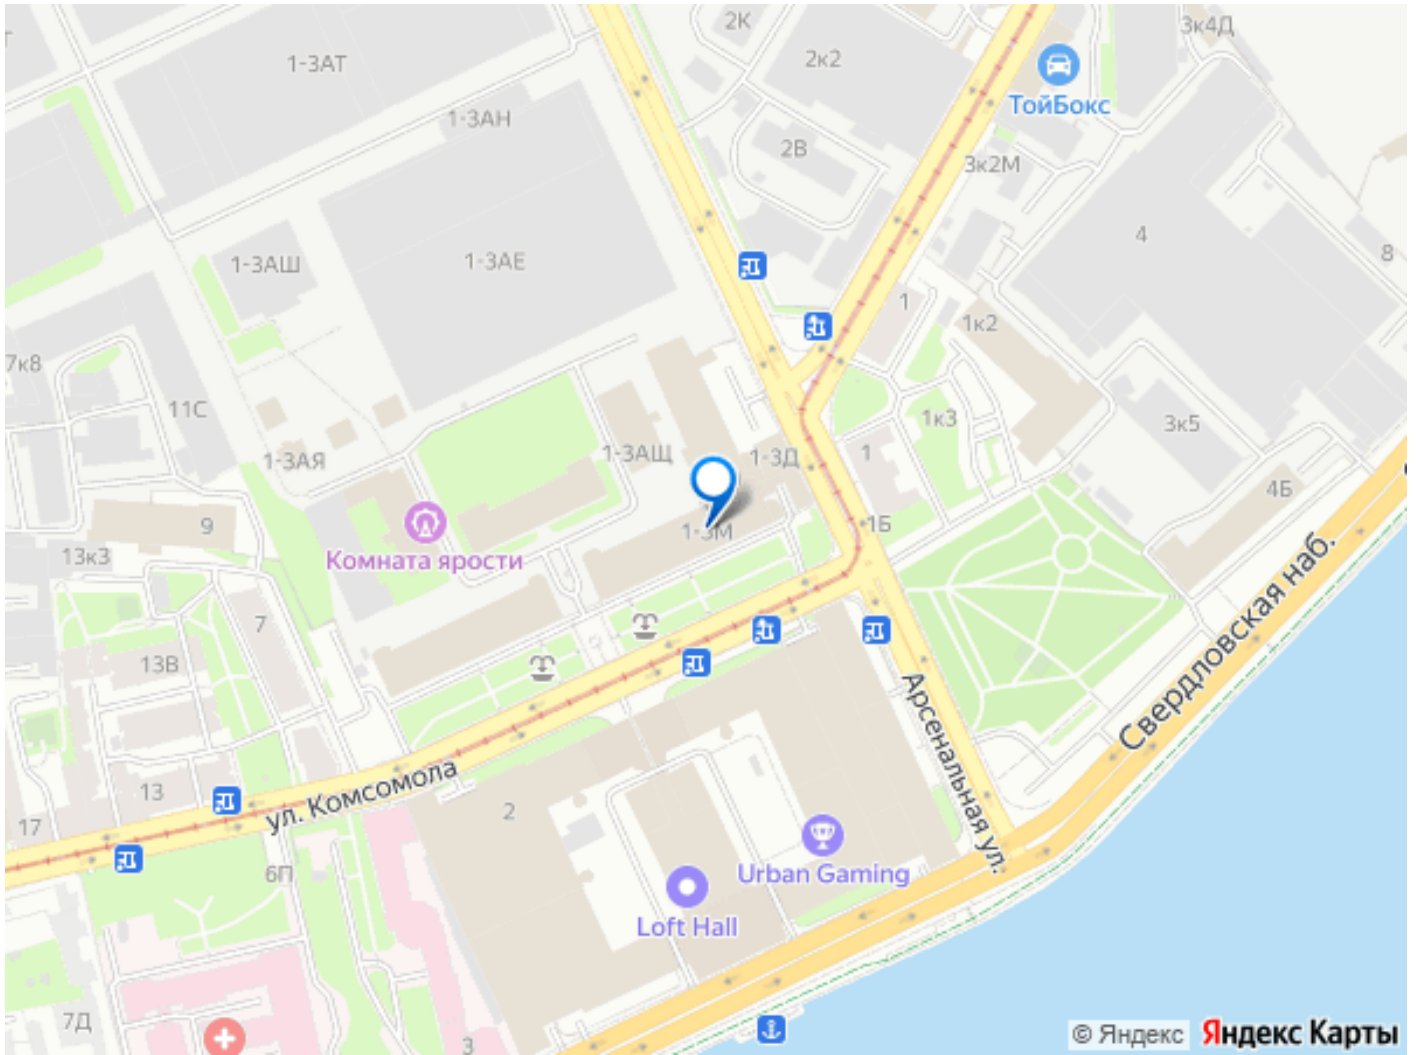 2К
3к4Д
1-3АТ
2к2
ТойБокс
1-3АН
2В
3к2М
4
8
1-3АШ
1-3АЕ
1
1к2
7к8
11С
1к3
3к5
1-3АЩ
1-3Д
1
1-3АЯ
4Б
9
1-3М
1Б
Комната ярости
13к3
Свердловская наб.
7
13В
Арсенальная ул.
ул. Комсомола
13
2
17
Urban Gaming
6П
Loft Hall
7Д
3
© Яндекс
Яндекс Карты